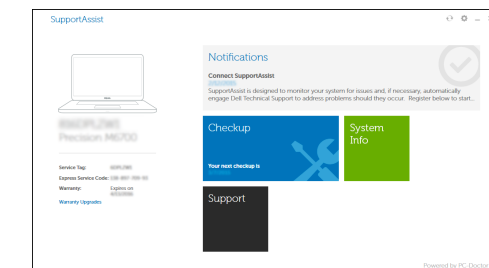 SupportAssist
Notifications
Connect SupportAssist
SupportAssist is designed to monitor your system for issues and, if necessary, automatically
engage Dell Technical Support to address problems should they occur. Register below to start...
Precision M6700
Checkup
System
Info
Service Tag:
Express Service Code:
Warranty: Expires on
Warranty Upgrades
Your next checkup is
Support
Powered by PC-Doctor